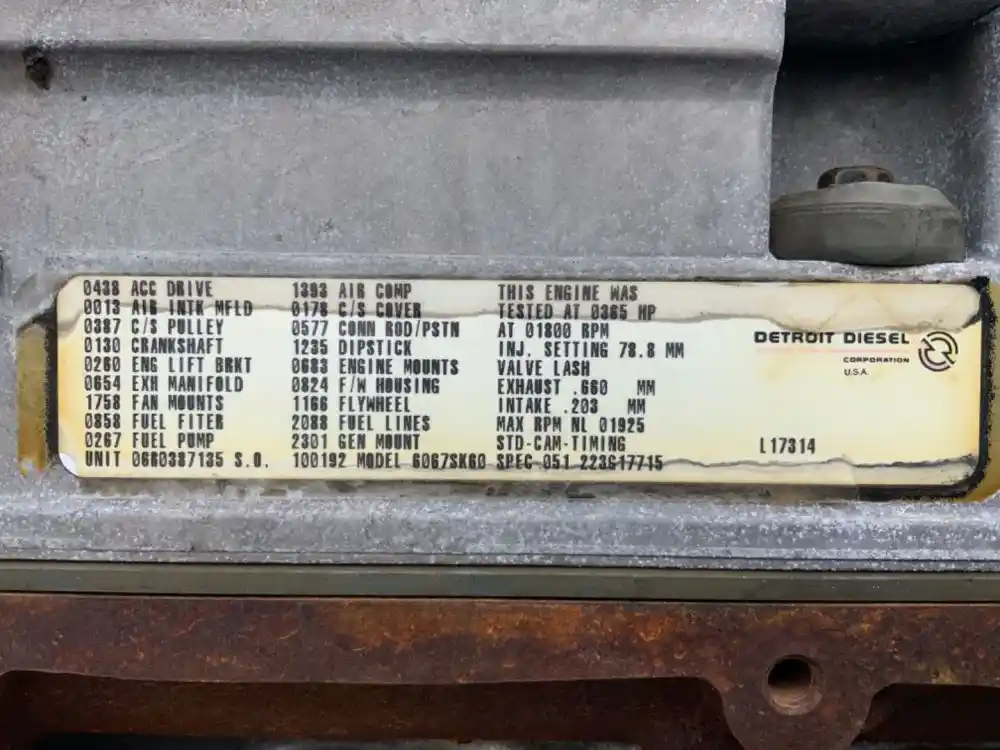 0438 ACC DRIVE
0013 AIR INTK MFLD
0387 C/S PULLEY
0130 CRANKSHAFT
0260 ENG LIFT BRKT
0654 EXH MANIFOLD
1758 FAN MOUNTS
0858 FUEL FITER
0267 FUEL PUMP
1393 AIR COMP
0178 C/S COVER
0577 CONN ROD/PSTN
1235 DIPSTICK
0683 ENGINE MOUNTS
0824 F/W HOUSING
1166 FLYWHEEL
2088 FUEL LINES
2301 GEN MOUNT
THIS ENGINE WAS
TESTED AT 0365 HP
AT 01800 RPM
INJ. SETTING 78.8 MM
VALVE LASH
EXHAUST .660 MM
INTAKE .203 MM
MAX RPM NL 01925
STD-CAM-TIMING
UNIT 0660387135 S.O. 100192 MODEL 6067SK60 SPEC 051 223G17715
DETROIT DIESEL
CORPORATION
U.S.A.
L17314